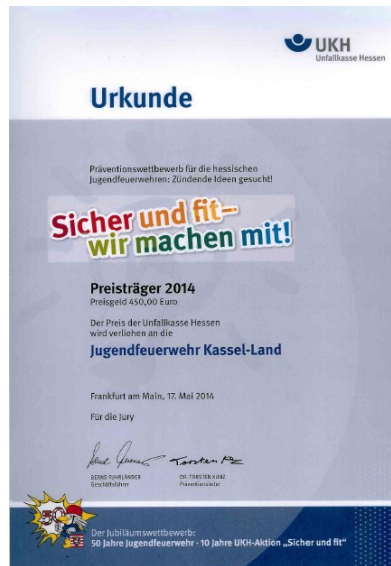 UKH
Unfallkasse Hessen
Urkunde
Präventionswettbewerb für die hessischen
Jugendfeuerwehren: Zündende Ideen gesucht!
Sicher und fit–
wir machen mit!
Preisträger 2014
Preisgeld 450,00 Euro
Der Preis der Unfallkasse Hessen
wird verliehen an die
Jugendfeuerwehr Kassel-Land
Frankfurt am Main, 17. Mai 2014
Für die Jury
BERND FUHRLÄNDER
Geschäftsführer
DR. TORSTEN KUNZ
Präventionsleiter
Der Jubiläumswettbewerb:
50 Jahre Jugendfeuerwehr · 10 Jahre UKH-Aktion „Sicher und fit“